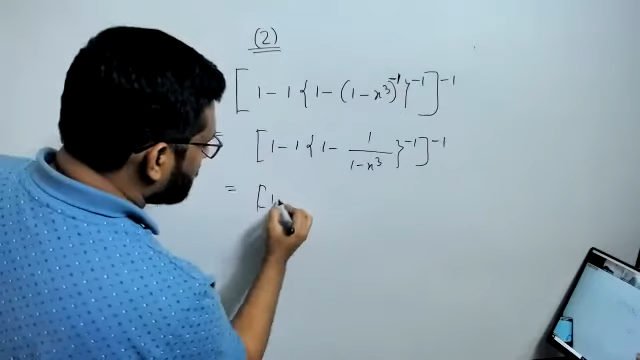 (2)
[1 - 1 {1 - (1 - x³)⁻¹}⁻¹]⁻¹
= [1 - 1 {1 - 1/(1 - x³)}⁻¹]⁻¹
= [1